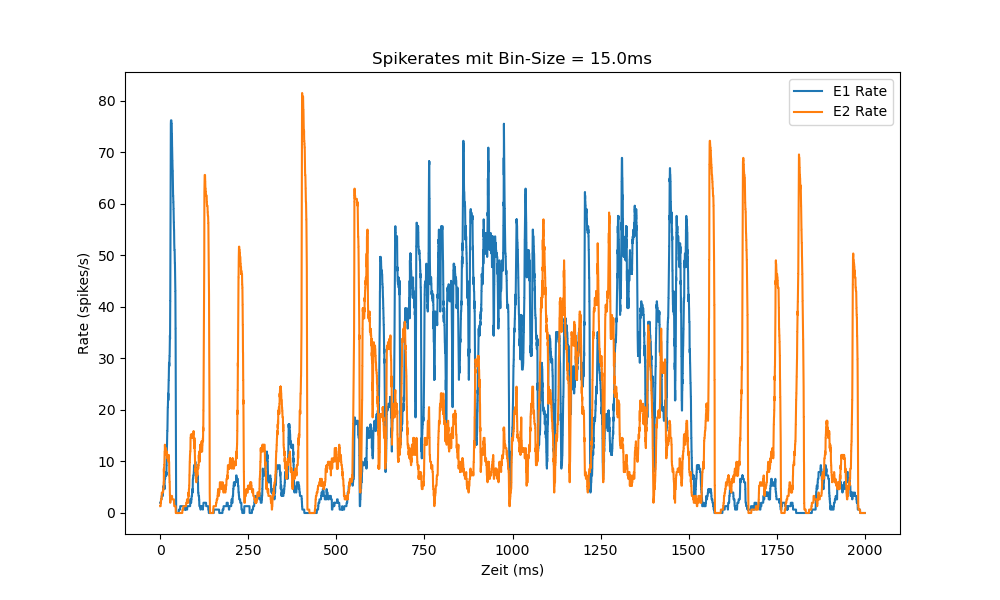 Spikerates mit Bin-Size = 15.0ms
E1 Rate
E2 Rate
80
70
60
50
40
30
20
10
0
Rate (spikes/s)
0 250 500 750 1000 1250 1500 1750 2000
Zeit (ms)